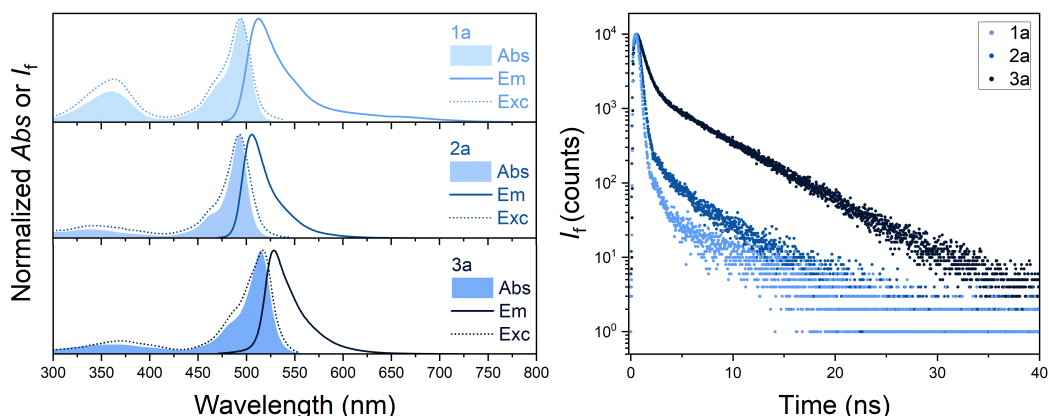 Normalized Abs or If
1a
Abs
Em
Exc
2a
Abs
Em
Exc
3a
Abs
Em
Exc
300 350 400 450 500 550 600 650 700 750 800
Wavelength (nm)
If (counts)
10⁴
10³
10²
10¹
10⁰
1a
2a
3a
0 10 20 30 40
Time (ns)